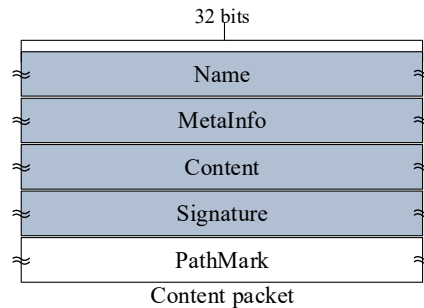 32 bits
Name
MetaInfo
Content
Signature
PathMark
Content packet